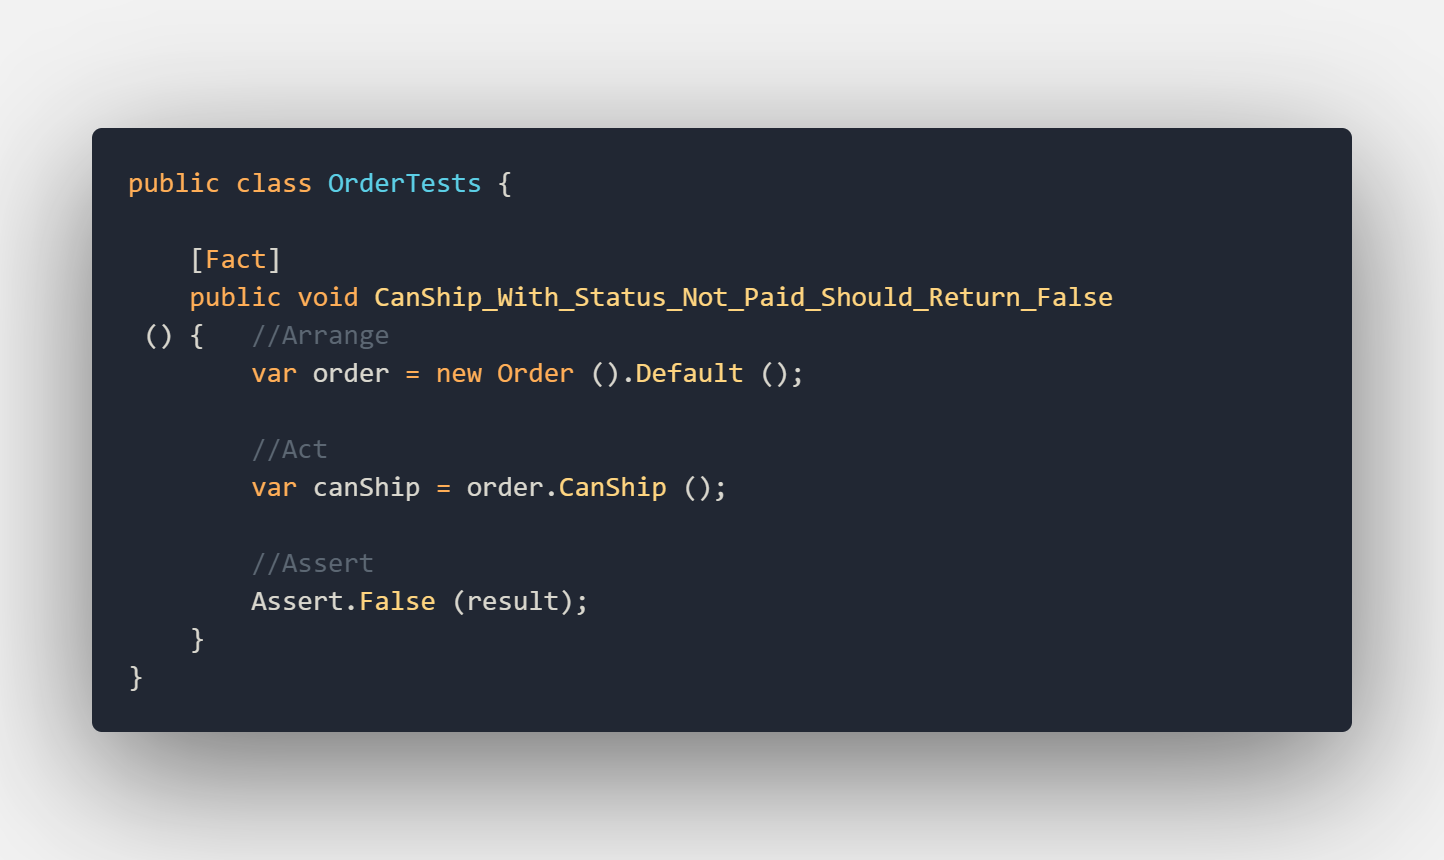 public class OrderTests {
[Fact]
public void CanShip_With_Status_Not_Paid_Should_Return_False
() {   //Arrange
var order = new Order ().Default ();
//Act
var canShip = order.CanShip ();
//Assert
Assert.False (result);
}
}